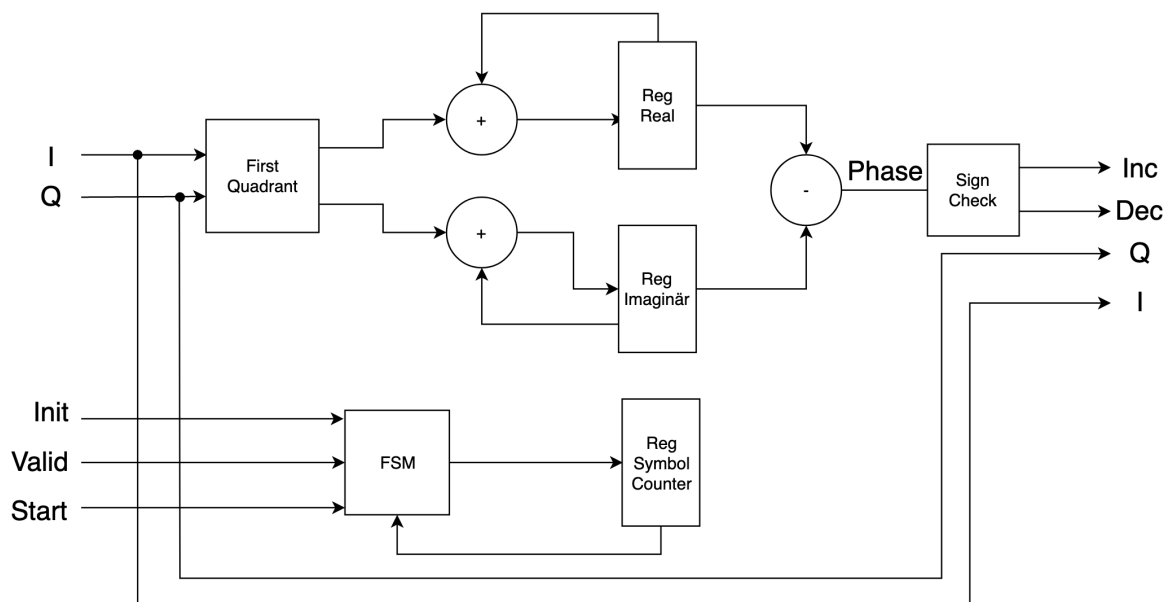 Reg
Real
+
I
Q
First
Quadrant
-
Phase
Sign
Check
Inc
Dec
Q
I
+
Reg
Imaginär
Init
Valid
Start
FSM
Reg
Symbol
Counter